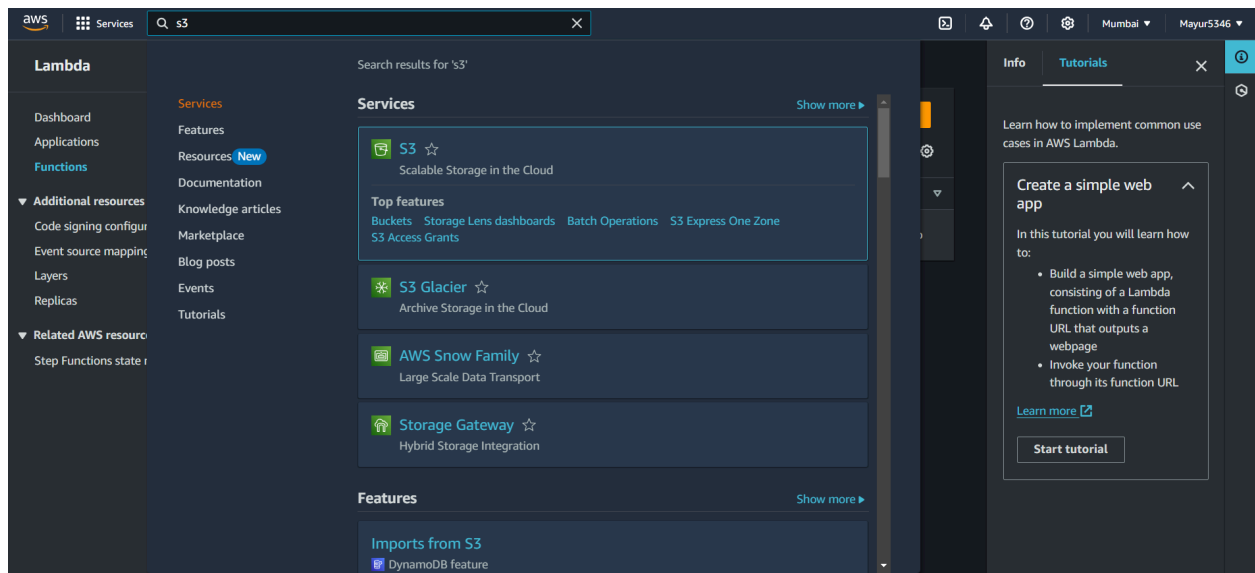 aws
Services
s3
Mumbai ▼
Mayur5346 ▼
Lambda
Dashboard
Applications
Functions
▼ Additional resources
Code signing configur
Event source mapping
Layers
Replicas
▼ Related AWS resourc
Step Functions state
Search results for 's3'
Services
Features
Resources New
Documentation
Knowledge articles
Marketplace
Blog posts
Events
Tutorials
Services
Show more ▶
S3
Scalable Storage in the Cloud
Top features
Buckets Storage Lens dashboards Batch Operations S3 Express One Zone
S3 Access Grants
S3 Glacier
Archive Storage in the Cloud
AWS Snow Family
Large Scale Data Transport
Storage Gateway
Hybrid Storage Integration
Features
Show more ▶
Imports from S3
DynamoDB feature
Info
Tutorials
Learn how to implement common use
cases in AWS Lambda.
Create a simple web
app
In this tutorial you will learn how
to:
• Build a simple web app,
consisting of a Lambda
function with a function
URL that outputs a
webpage
• Invoke your function
through its function URL
Learn more
Start tutorial